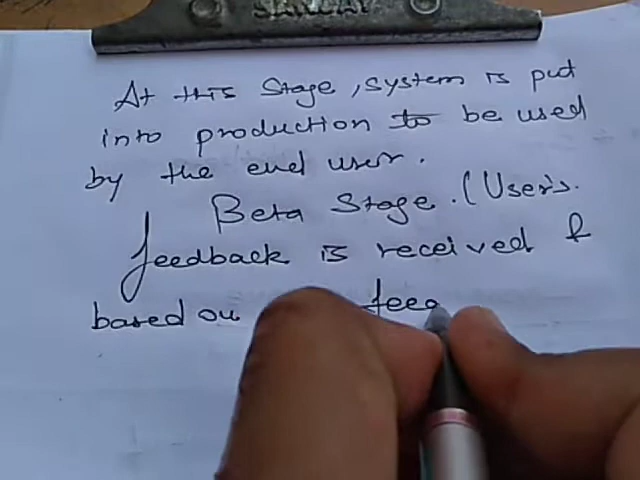 At this stage, system is put
into production to be used
by the end user.
Beta Stage. (User's.
feedback is received &
based on feed